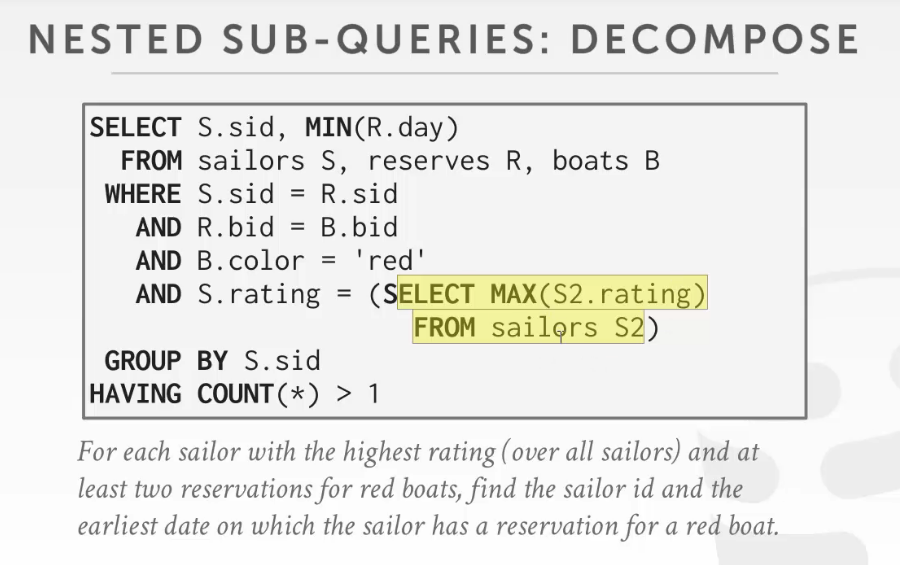 NESTED SUB-QUERIES: DECOMPOSE
SELECT S.sid, MIN(R.day)
FROM sailors S, reserves R, boats B
WHERE S.sid = R.sid
AND R.bid = B.bid
AND B.color = 'red'
AND S.rating = (SELECT MAX(S2.rating)
FROM sailors S2)
GROUP BY S.sid
HAVING COUNT(*) > 1
For each sailor with the highest rating (over all sailors) and at
least two reservations for red boats, find the sailor id and the
earliest date on which the sailor has a reservation for a red boat.